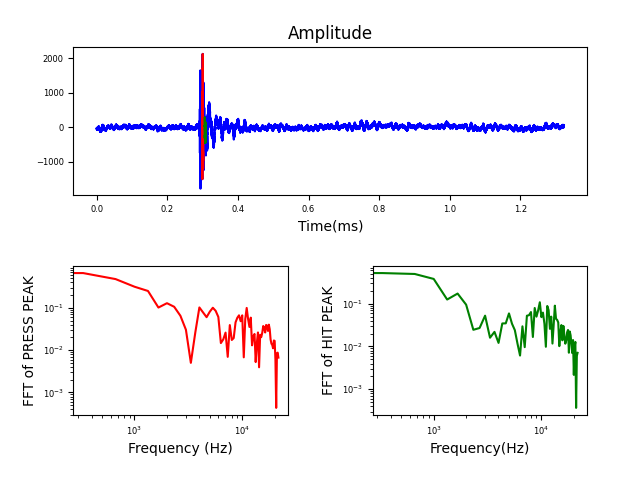 Amplitude
2000
1000
0
−1000
0.0 0.2 0.4 0.6 0.8 1.0 1.2
Time(ms)
FFT of PRESS PEAK
10⁻¹
10⁻²
10⁻³
10³ 10⁴
Frequency (Hz)
FFT of HIT PEAK
10⁻¹
10⁻²
10⁻³
10³ 10⁴
Frequency(Hz)